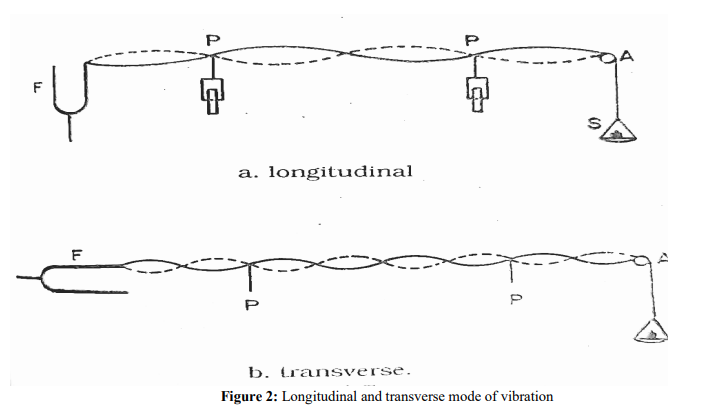 P P
F A
S
a. longitudinal
F A
P P
b. transverse.
Figure 2: Longitudinal and transverse mode of vibration